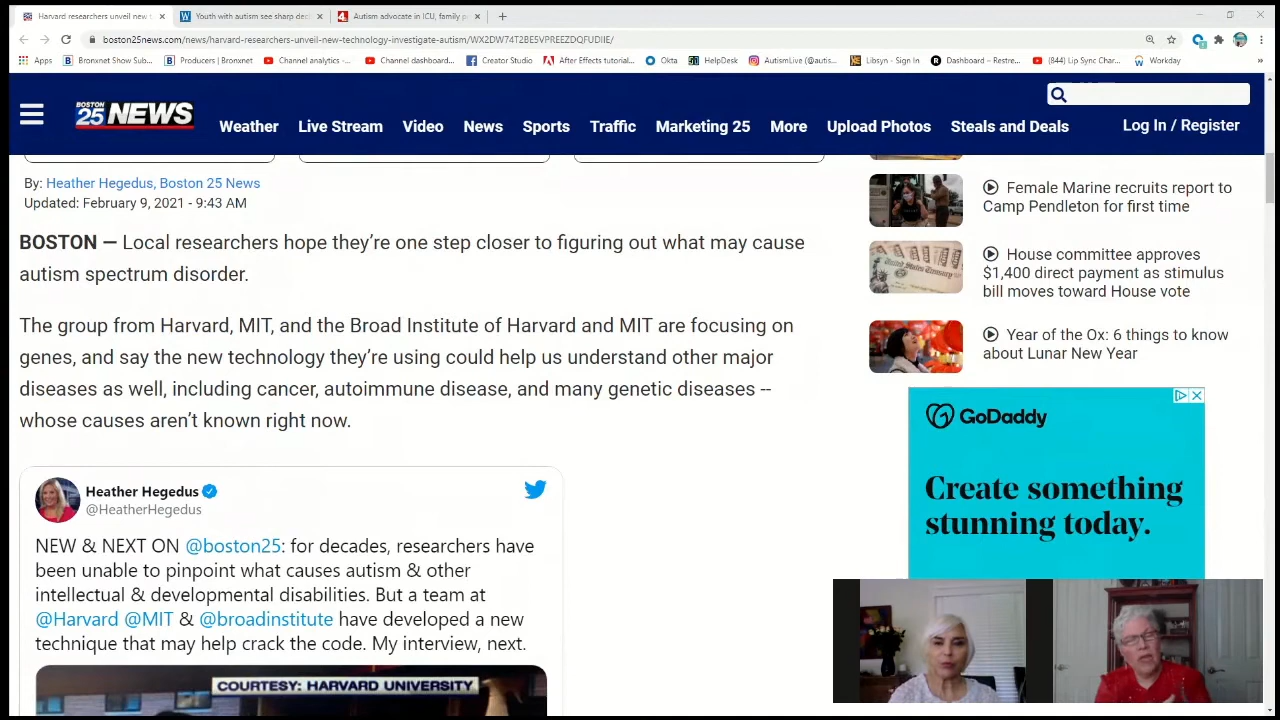 Harvard researchers unveil new t
Youth with autism see sharp dec
Autism advocate in ICU, family p
boston25news.com/news/harvard-researchers-unveil-new-technology-investigate-autism/WX2DW74T2BE5VPREEZDQFUDIIE/
Apps
Bronxnet Show Sub...
Producers | Bronxnet
Channel analytics -...
Channel dashboard...
Creator Studio
After Effects tutorial...
Okta
HelpDesk
AutismLive (@autis...
Libsyn - Sign In
Dashboard – Restre...
(844) Lip Sync Char...
Workday
BOSTON 25 NEWS
Weather
Live Stream
Video
News
Sports
Traffic
Marketing 25
More
Upload Photos
Steals and Deals
Log In / Register
By: Heather Hegedus, Boston 25 News
Updated: February 9, 2021 - 9:43 AM
BOSTON — Local researchers hope they’re one step closer to figuring out what may cause
autism spectrum disorder.
The group from Harvard, MIT, and the Broad Institute of Harvard and MIT are focusing on
genes, and say the new technology they’re using could help us understand other major
diseases as well, including cancer, autoimmune disease, and many genetic diseases --
whose causes aren’t known right now.
Heather Hegedus
@HeatherHegedus
NEW & NEXT ON @boston25: for decades, researchers have
been unable to pinpoint what causes autism & other
intellectual & developmental disabilities. But a team at
@Harvard @MIT & @broadinstitute have developed a new
technique that may help crack the code. My interview, next.
COURTESY: HARVARD UNIVERSITY
Female Marine recruits report to
Camp Pendleton for first time
House committee approves
$1,400 direct payment as stimulus
bill moves toward House vote
Year of the Ox: 6 things to know
about Lunar New Year
GoDaddy
Create something
stunning today.